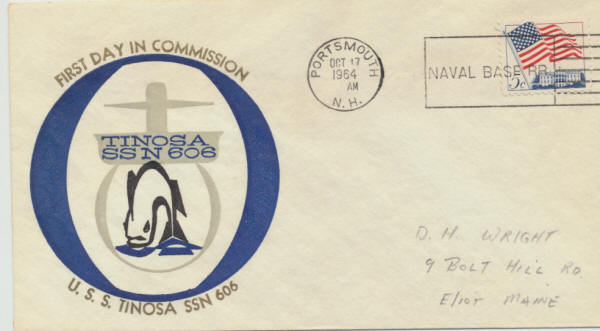 FIRST DAY IN COMMISSION
TINOSA
SSN 606
U. S. S. TINOSA SSN 606
PORTSMOUTH
OCT 17
1964
AM
N. H.
NAVAL BASE BR.
5c
D. H. WRIGHT
9 BOLT HILL RD.
Eliot MAINE